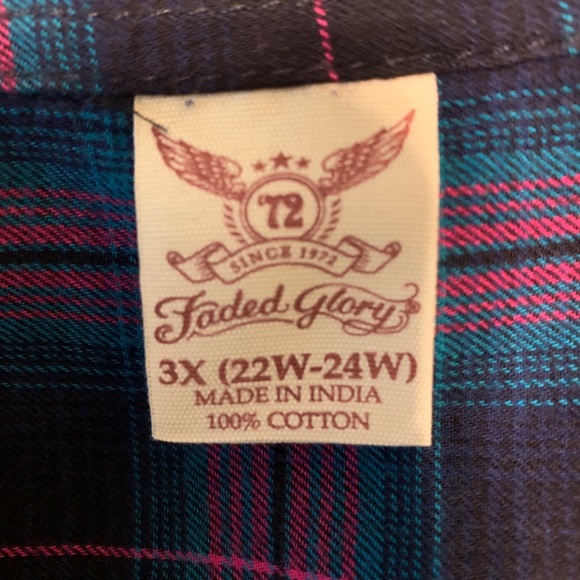 '72
SINCE 1972
Faded Glory
3X (22W-24W)
MADE IN INDIA
100% COTTON